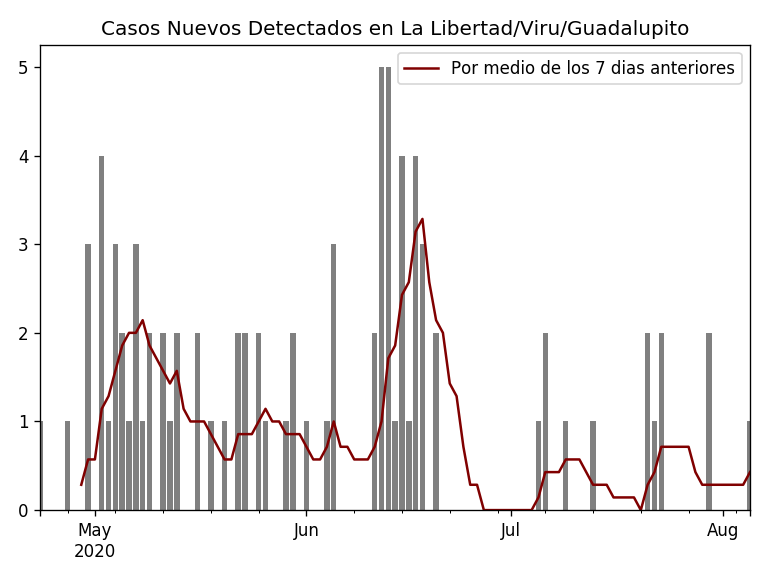 Casos Nuevos Detectados en La Libertad/Viru/Guadalupito
Por medio de los 7 dias anteriores
5
4
3
2
1
0
May
2020
Jun
Jul
Aug